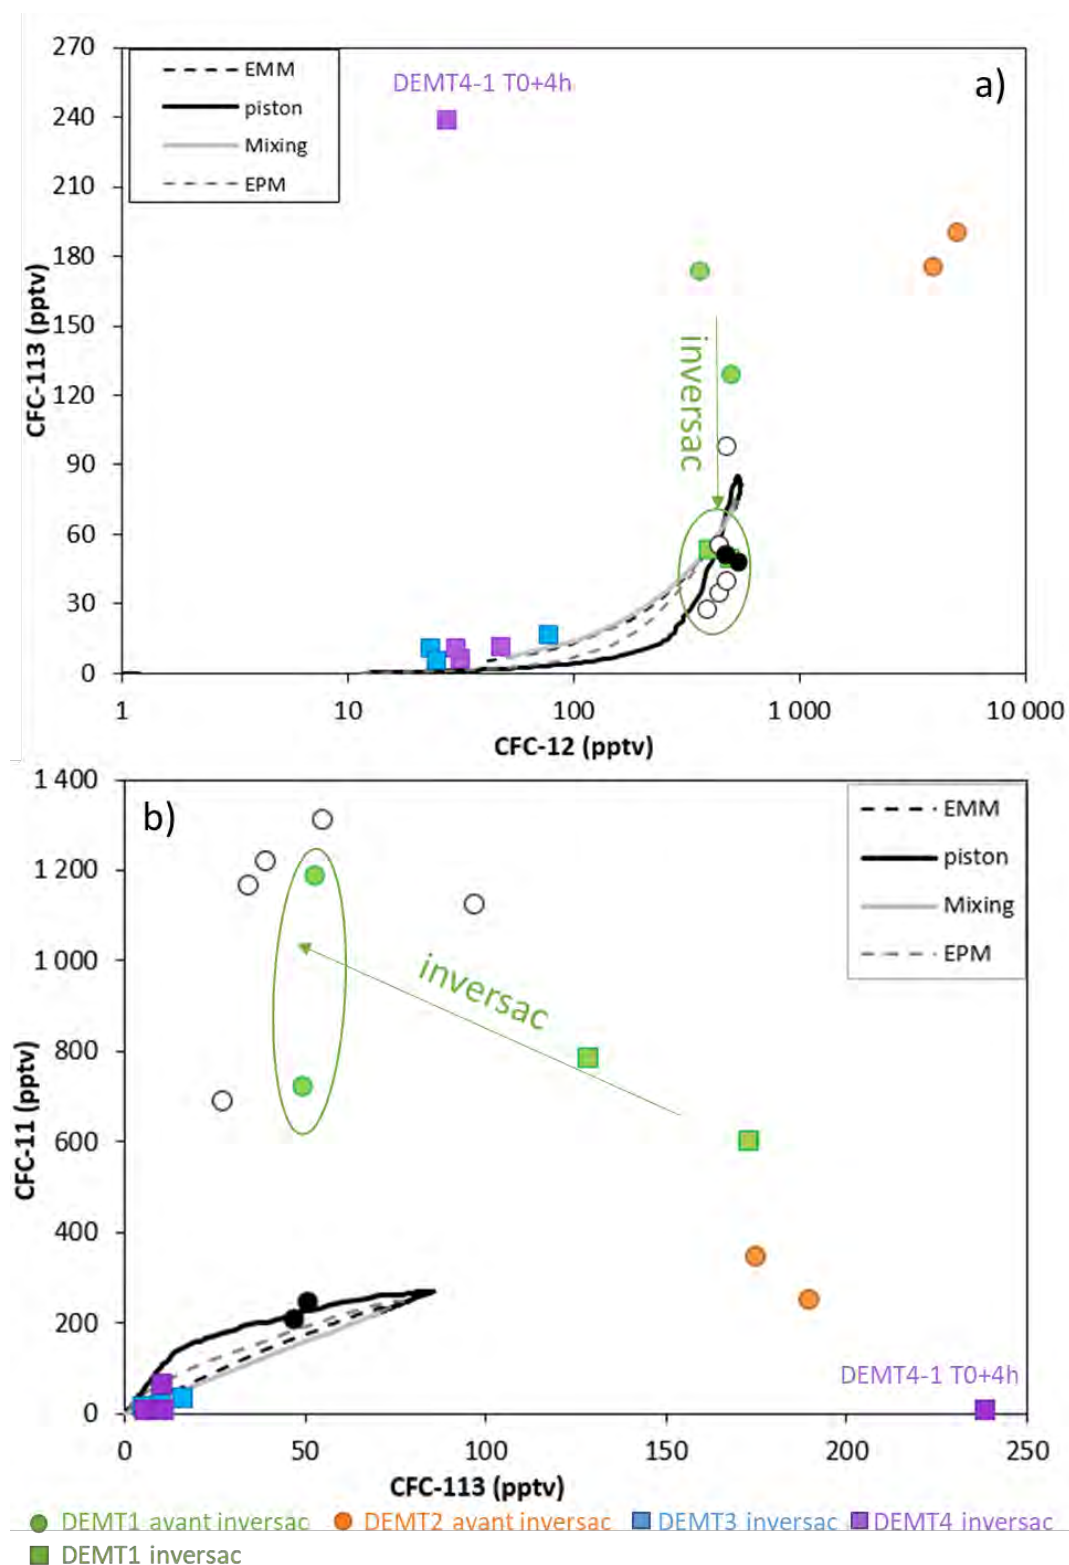 270
240
210
180
150
120
90
60
30
0
CFC-113 (pptv)
EMM
piston
Mixing
EPM
DEMT4-1 T0+4h
a)
inversac
1
10
100
1 000
10 000
CFC-12 (pptv)
1 400
1 200
1 000
800
600
400
200
0
CFC-11 (pptv)
b)
EMM
piston
Mixing
EPM
inversac
DEMT4-1 T0+4h
0
50
100
150
200
250
CFC-113 (pptv)
DEMT1 avant inversac DEMT2 avant inversac DEMT3 inversac DEMT4 inversac
DEMT1 inversac